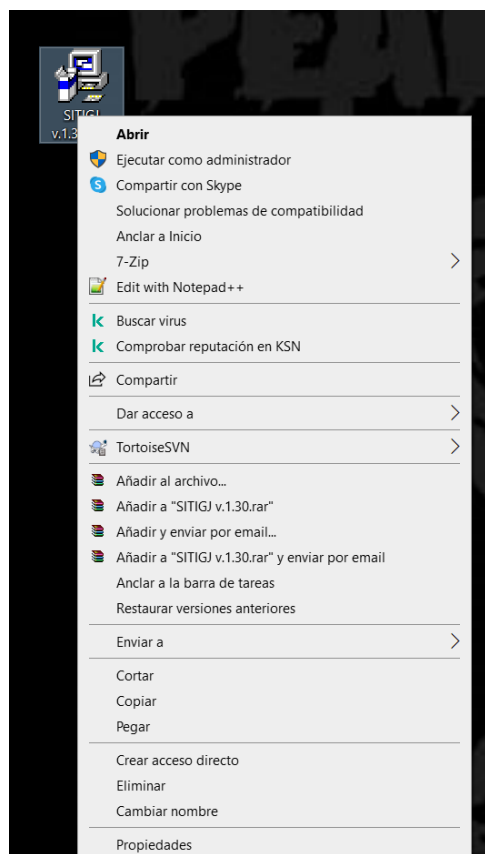 SITIGJ
v.1.3
Abrir
Ejecutar como administrador
Compartir con Skype
Solucionar problemas de compatibilidad
Anclar a Inicio
7-Zip
Edit with Notepad++
Buscar virus
Comprobar reputación en KSN
Compartir
Dar acceso a
TortoiseSVN
Añadir al archivo...
Añadir a "SITIGJ v.1.30.rar"
Añadir y enviar por email...
Añadir a "SITIGJ v.1.30.rar" y enviar por email
Anclar a la barra de tareas
Restaurar versiones anteriores
Enviar a
Cortar
Copiar
Pegar
Crear acceso directo
Eliminar
Cambiar nombre
Propiedades